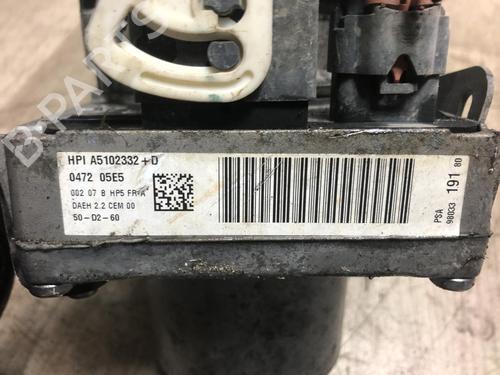 B-PARTS
HPI A5102332+D
0472 05E5
002 07 B HP5 FR-A
DAEH 2.2 CEM 00
50-D2-60
PSA
98033
191 80